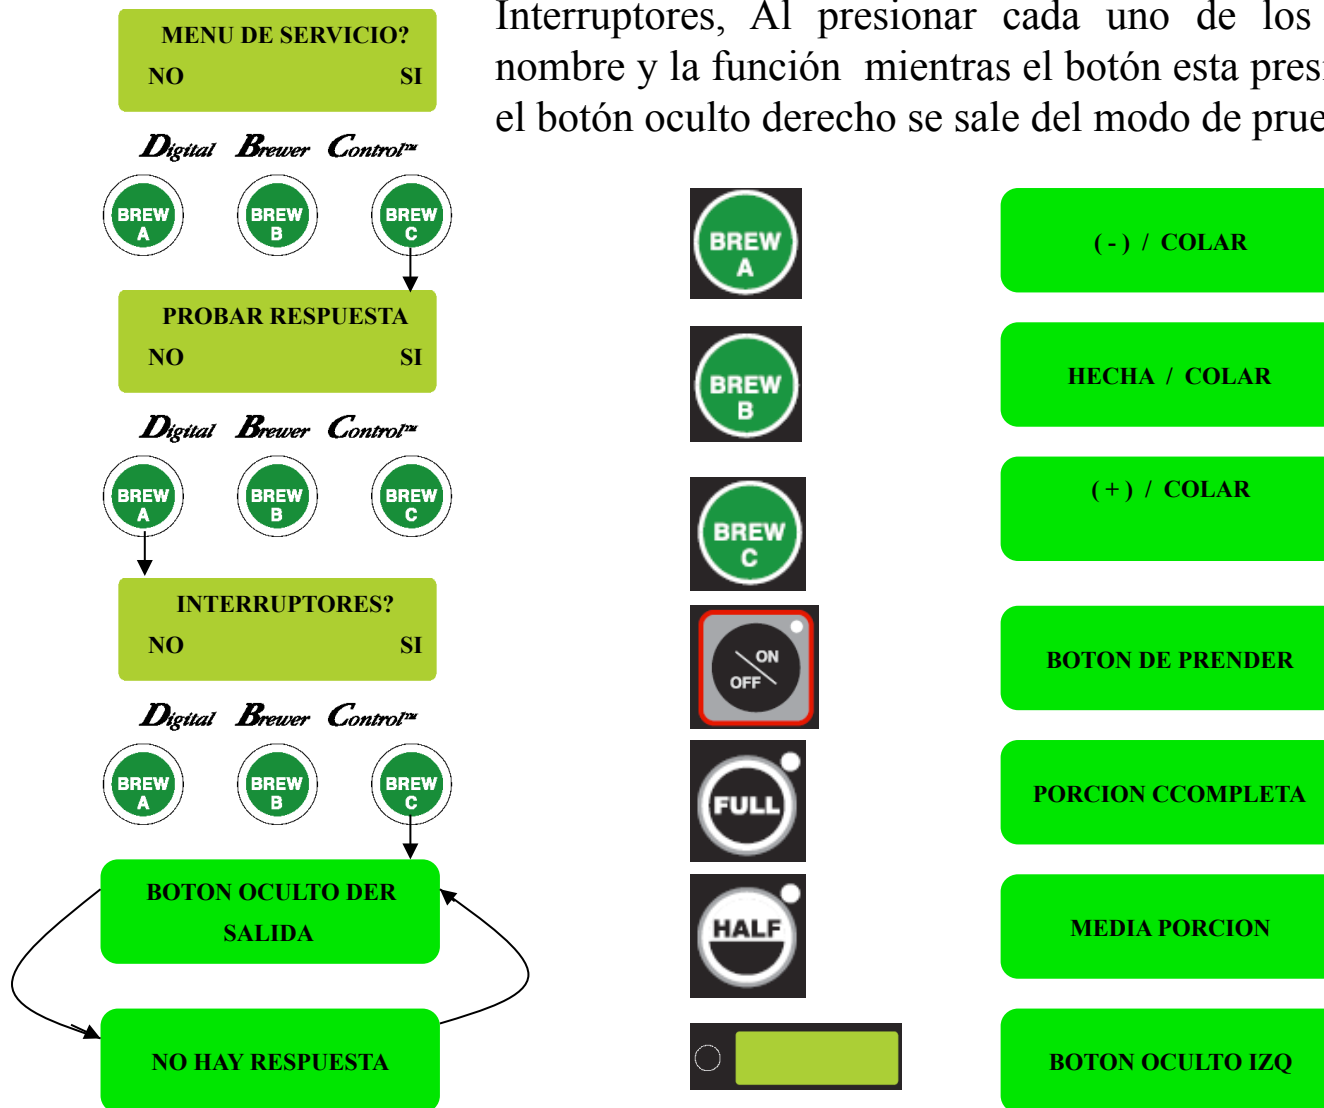 Interruptores, Al presionar cada uno de los
nombre y la función mientras el botón esta presi
el botón oculto derecho se sale del modo de prue
MENU DE SERVICIO?
NO SI
Digital Brewer Control™
BREW A BREW B BREW C
PROBAR RESPUESTA
NO SI
Digital Brewer Control™
BREW A BREW B BREW C
INTERRUPTORES?
NO SI
Digital Brewer Control™
BREW A BREW B BREW C
BOTON OCULTO DER
SALIDA
NO HAY RESPUESTA
BREW A
( - ) / COLAR
BREW B
HECHA / COLAR
BREW C
( + ) / COLAR
ON OFF
BOTON DE PRENDER
FULL
PORCION CCOMPLETA
HALF
MEDIA PORCION
BOTON OCULTO IZQ